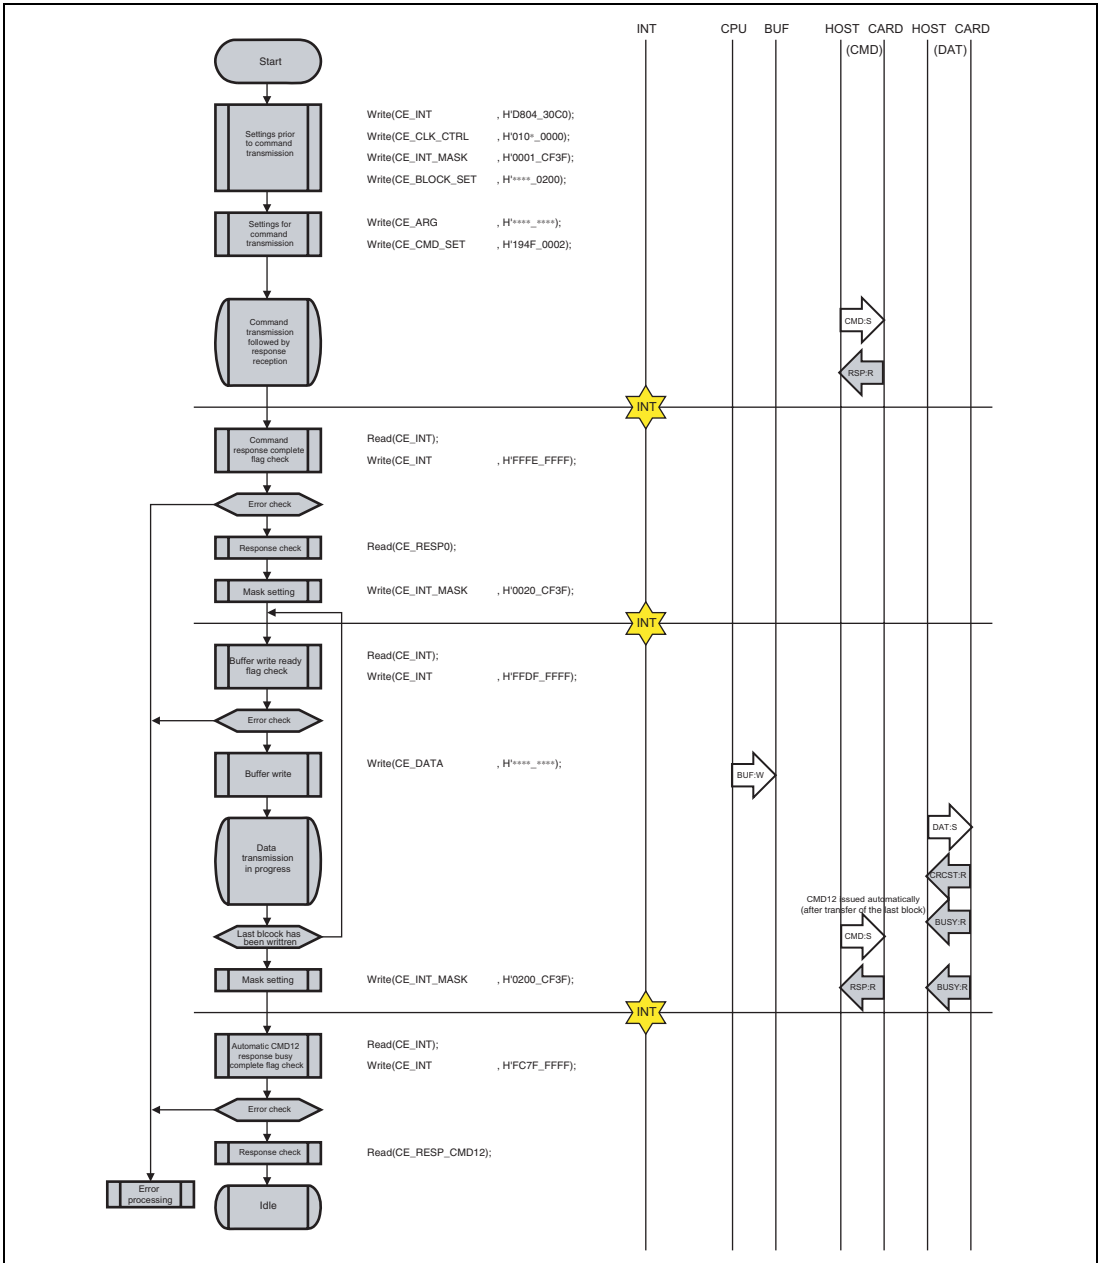 INT CPU BUF HOST CARD HOST CARD
(CMD) (DAT)
Start
Settings prior
to command
transmission
Write(CE_INT , H'D804_30C0);
Write(CE_CLK_CTRL , H'010*_0000);
Write(CE_INT_MASK , H'0001_CF3F);
Write(CE_BLOCK_SET , H'****_0200);
Settings for
command
transmission
Write(CE_ARG , H'****_****);
Write(CE_CMD_SET , H'194F_0002);
Command
transmission
followed by
response
reception
CMD:S
RSP:R
INT
Command
response complete
flag check
Read(CE_INT);
Write(CE_INT , H'FFFE_FFFF);
Error check
Response check
Read(CE_RESP0);
Mask setting
Write(CE_INT_MASK , H'0020_CF3F);
INT
Buffer write ready
flag check
Read(CE_INT);
Write(CE_INT , H'FFDF_FFFF);
Error check
Buffer write
Write(CE_DATA , H'****_****);
BUF:W
Data
transmission
in progress
DAT:S
CRCST:R
CMD12 issued automatically
(after transfer of the last block)
BUSY:R
CMD:S
Last blcock has
been writtren
Mask setting
Write(CE_INT_MASK , H'0200_CF3F);
RSP:R
BUSY:R
INT
Automatic CMD12
response busy
complete flag check
Read(CE_INT);
Write(CE_INT , H'FC7F_FFFF);
Error check
Response check
Read(CE_RESP_CMD12);
Error
processing
Idle